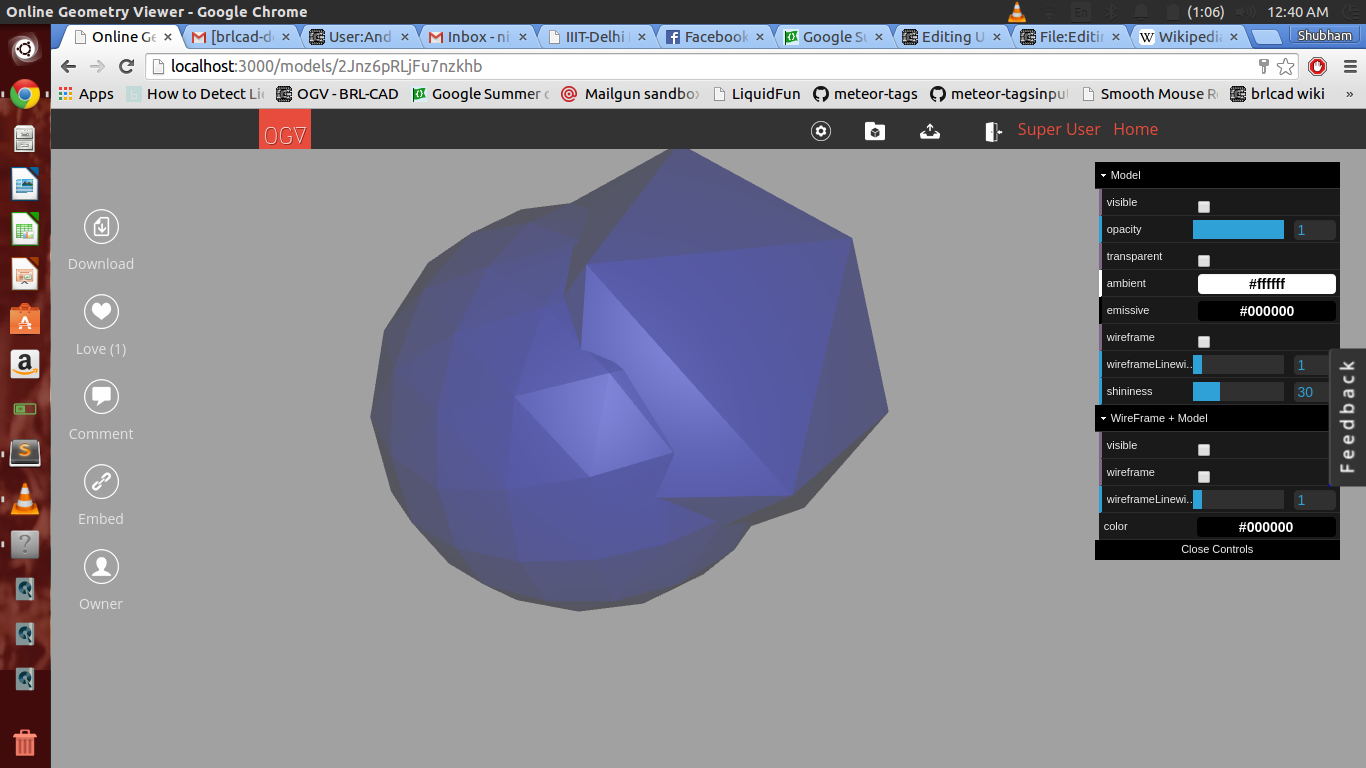 Online Geometry Viewer - Google Chrome
En (1:06) 12:40 AM
Online Ge [brlcad-d User:And Inbox - ni IIIT-Delhi Facebook Google Su Editing U File:Editin Wikipedia Shubham
localhost:3000/models/2Jnz6pRLjFu7nzkhb
Apps How to Detect Li OGV - BRL-CAD Google Summer Mailgun sandbo LiquidFun meteor-tags meteor-tagsinpu Smooth Mouse R brlcad wiki »
OGV Super User Home
Download
Love (1)
Comment
Embed
Owner
Model
visible
opacity 1
transparent
ambient #ffffff
emissive #000000
wireframe
wireframeLinewi.. 1
shininess 30
WireFrame + Model
visible
wireframe
wireframeLinewi.. 1
color #000000
Close Controls
Feedback